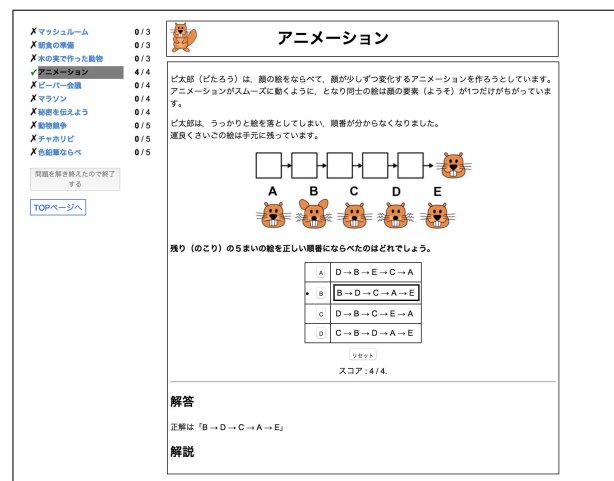 ✗マッシュルーム 0 / 3
✗朝食の準備 0 / 3
✗木の実で作った動物 0 / 3
✓アニメーション 4 / 4
✗ビーバー会議 0 / 4
✗マラソン 0 / 4
✗秘密を伝えよう 0 / 4
✗動物競争 0 / 5
✗チャホリビ 0 / 5
✗色鉛筆ならべ 0 / 5
問題を解き終えたので終了
する
TOPページへ
アニメーション
ビ太郎（ビたろう）は，顔の絵をならべて，顔が少しずつ変化するアニメーションを作ろうとしています。
アニメーションがスムーズに動くように，となり同士の絵は顔の要素（ようそ）が1つだけちががっていま
す。
ビ太郎は，うっかりと絵を落としてしまい，順番が分からなくなりました。
運良くさいごの絵は手元に残っています。
A B C D E
残り（のこり）の５まいの絵を正しい順番にならべたのはどれでしょう。
A D→B→E→C→A
B B→D→C→A→E
C D→B→C→E→A
D C→B→D→A→E
リセット
スコア : 4 / 4.
解答
正解は「B→D→C→A→E」
解説